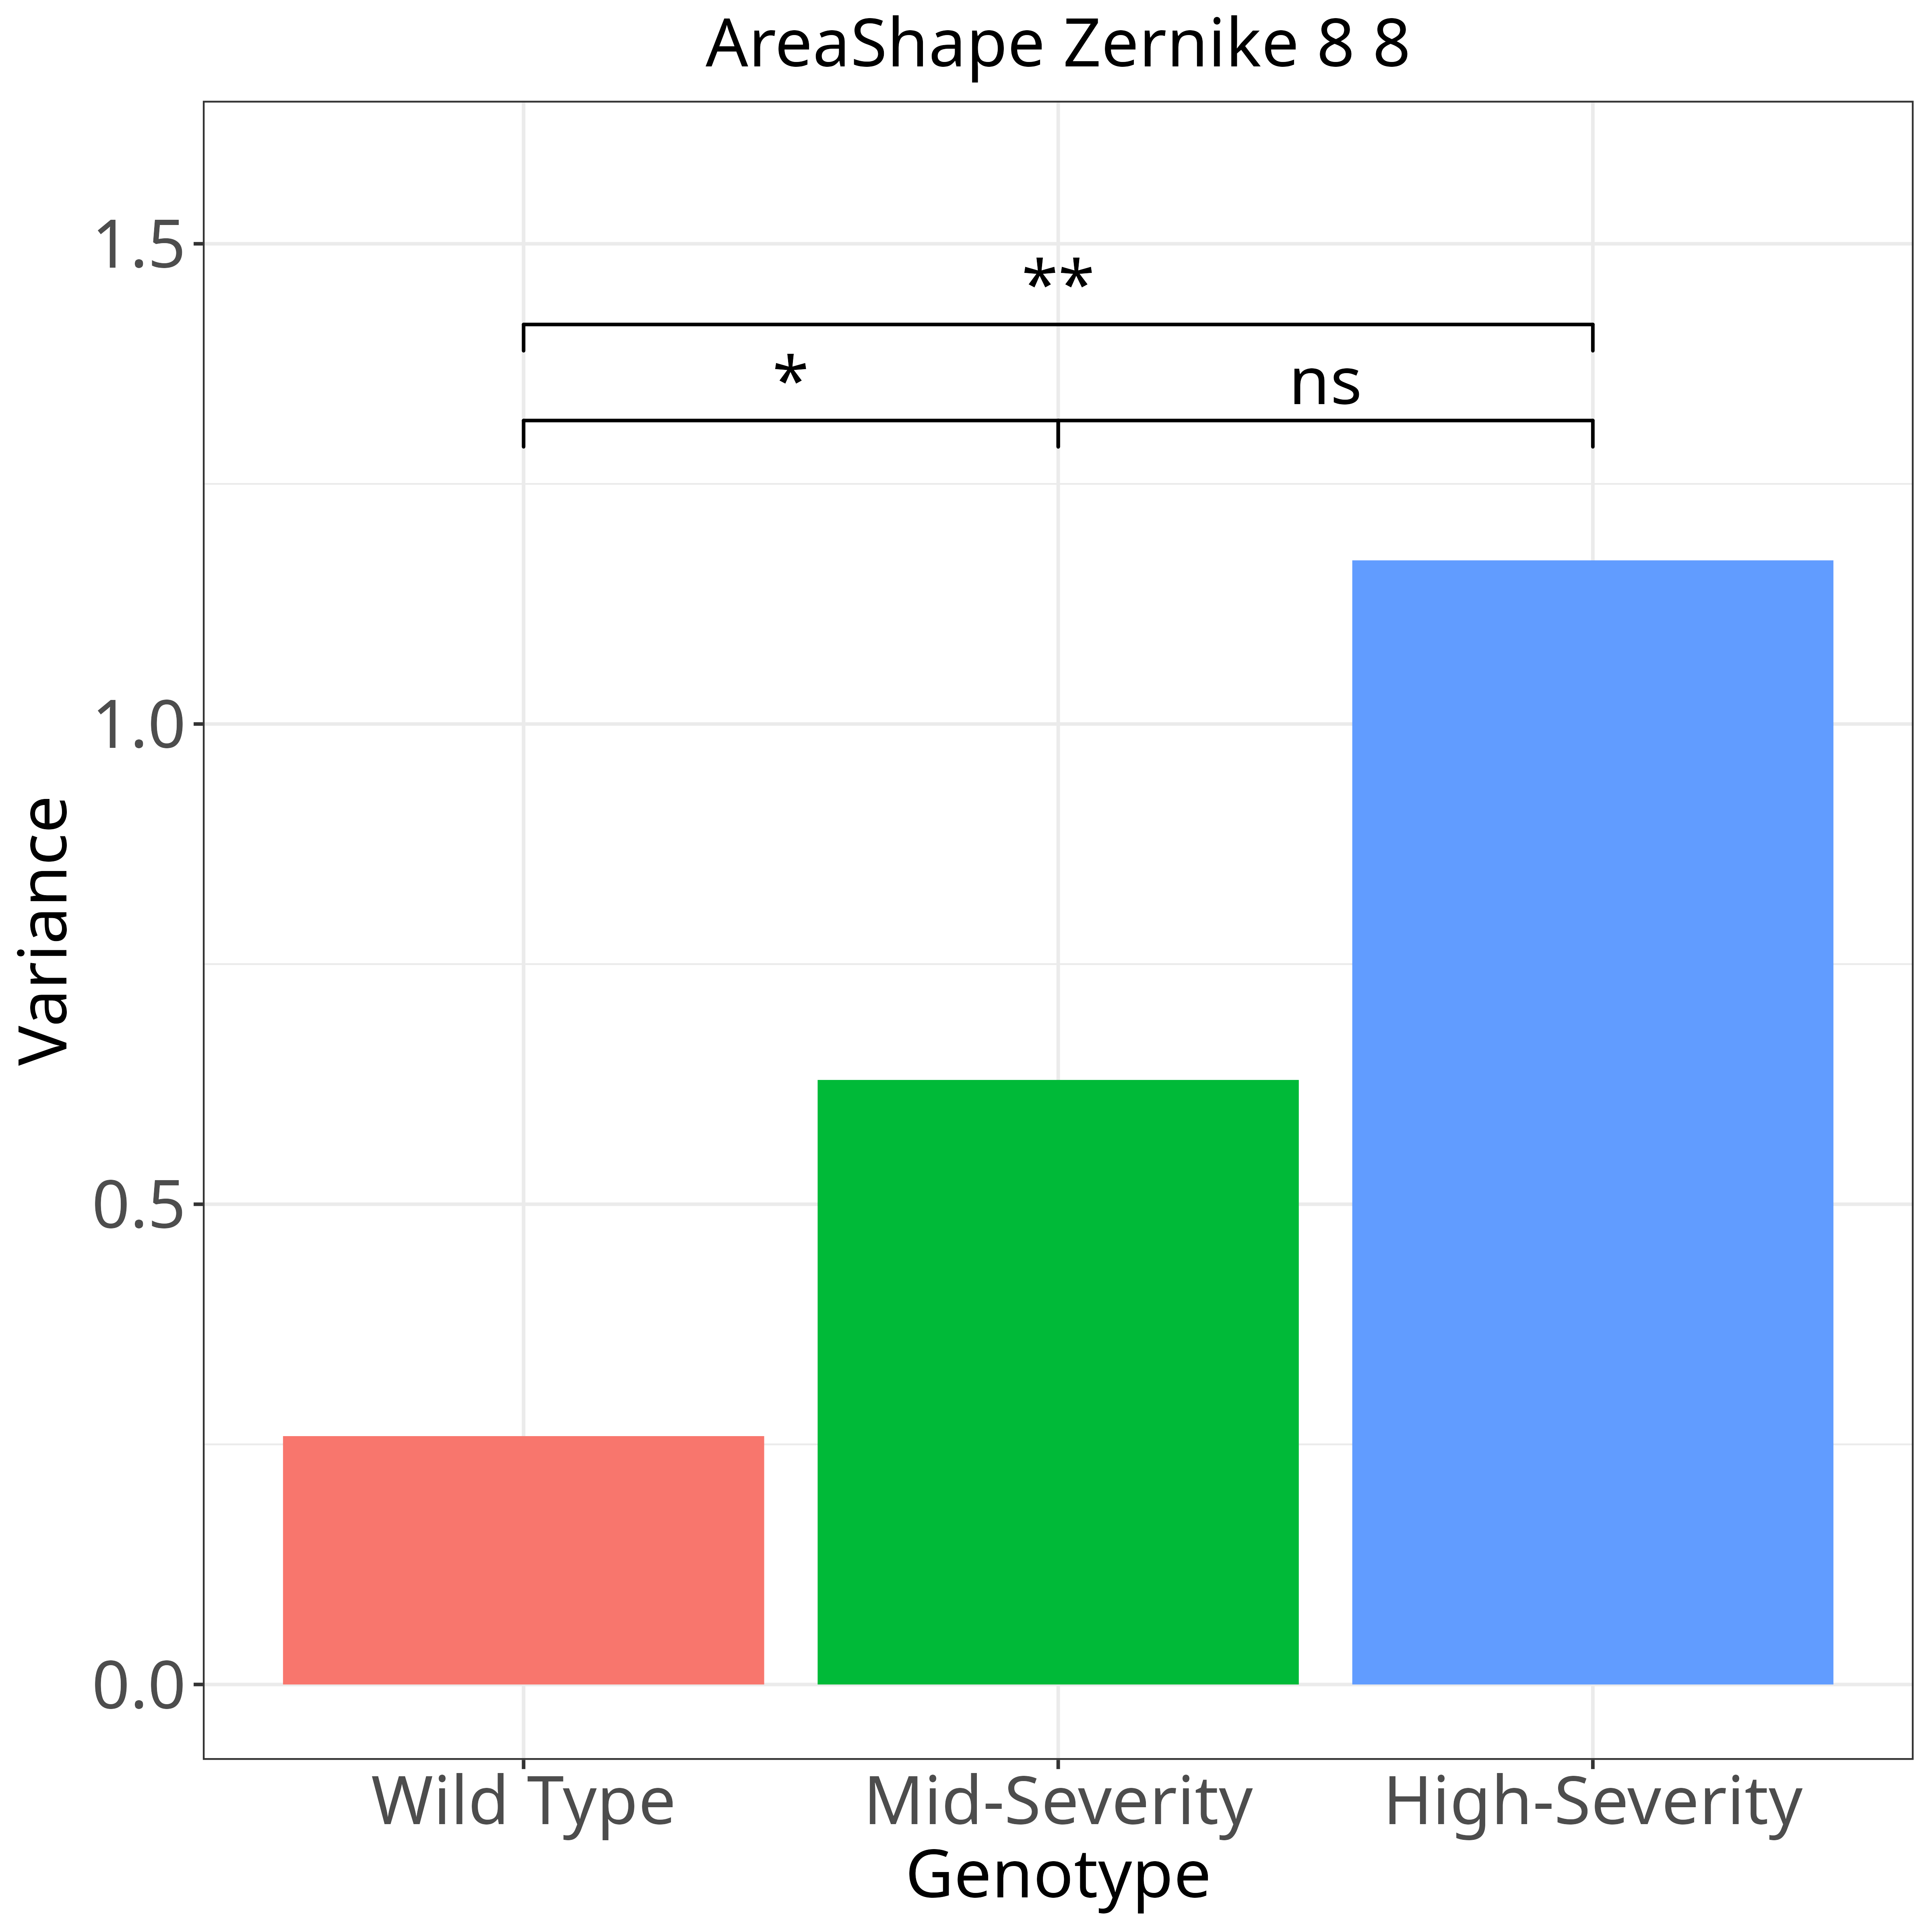 AreaShape Zernike 8 8
1.5
**
*
ns
1.0
Variance
0.5
0.0
Wild Type
Mid-Severity
High-Severity
Genotype